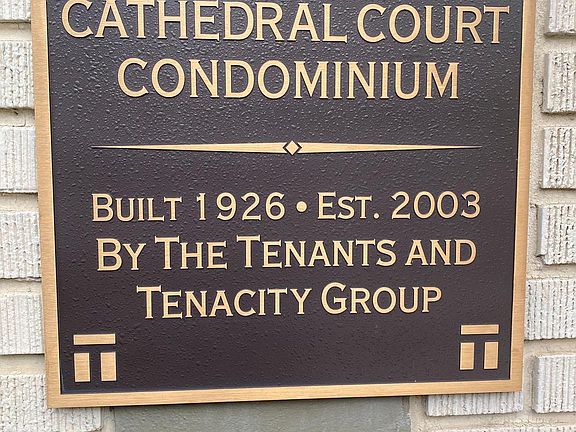 CATHEDRAL COURT
CONDOMINIUM
BUILT 1926 • EST. 2003
BY THE TENANTS AND
TENACITY GROUP